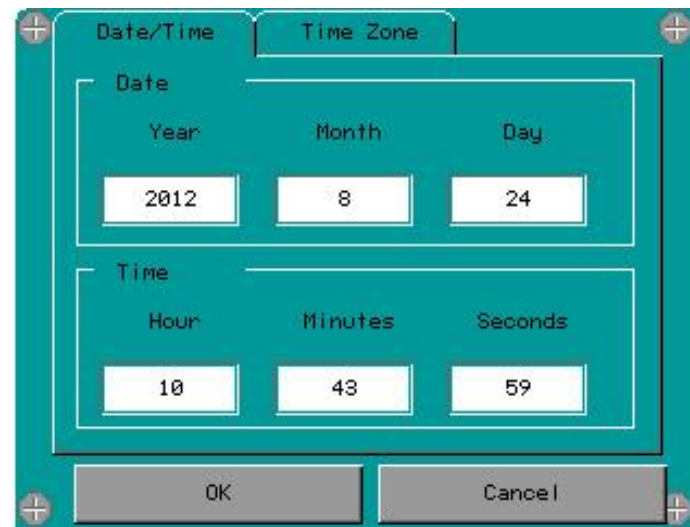 Date/Time Time Zone
Date
Year Month Day
2012 8 24
Time
Hour Minutes Seconds
10 43 59
OK Cancel